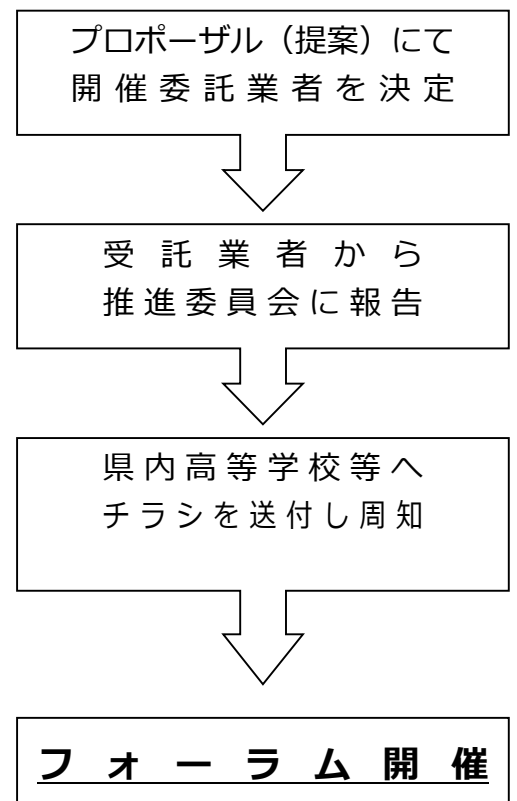 プロポーザル（提案）にて
開催委託業者を決定
受託業者から
推進委員会に報告
県内高等学校等へ
チラシを送付し周知
フォーラム開催